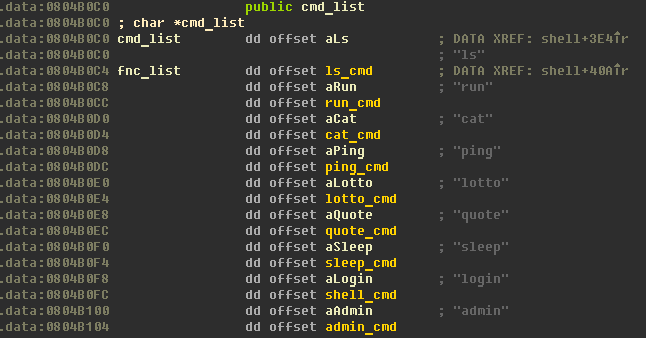 .data:0804B0C0 public cmd_list
.data:0804B0C0 ; char *cmd_list
.data:0804B0C0 cmd_list dd offset aLs ; DATA XREF: shell+3E4↑r
.data:0804B0C0 ; "ls"
.data:0804B0C4 fnc_list dd offset ls_cmd ; DATA XREF: shell+40A↑r
.data:0804B0C8 dd offset aRun ; "run"
.data:0804B0CC dd offset run_cmd
.data:0804B0D0 dd offset aCat ; "cat"
.data:0804B0D4 dd offset cat_cmd
.data:0804B0D8 dd offset aPing ; "ping"
.data:0804B0DC dd offset ping_cmd
.data:0804B0E0 dd offset aLotto ; "lotto"
.data:0804B0E4 dd offset lotto_cmd
.data:0804B0E8 dd offset aQuote ; "quote"
.data:0804B0EC dd offset quote_cmd
.data:0804B0F0 dd offset aSleep ; "sleep"
.data:0804B0F4 dd offset sleep_cmd
.data:0804B0F8 dd offset aLogin ; "login"
.data:0804B0FC dd offset shell_cmd
.data:0804B100 dd offset aAdmin ; "admin"
.data:0804B104 dd offset admin_cmd